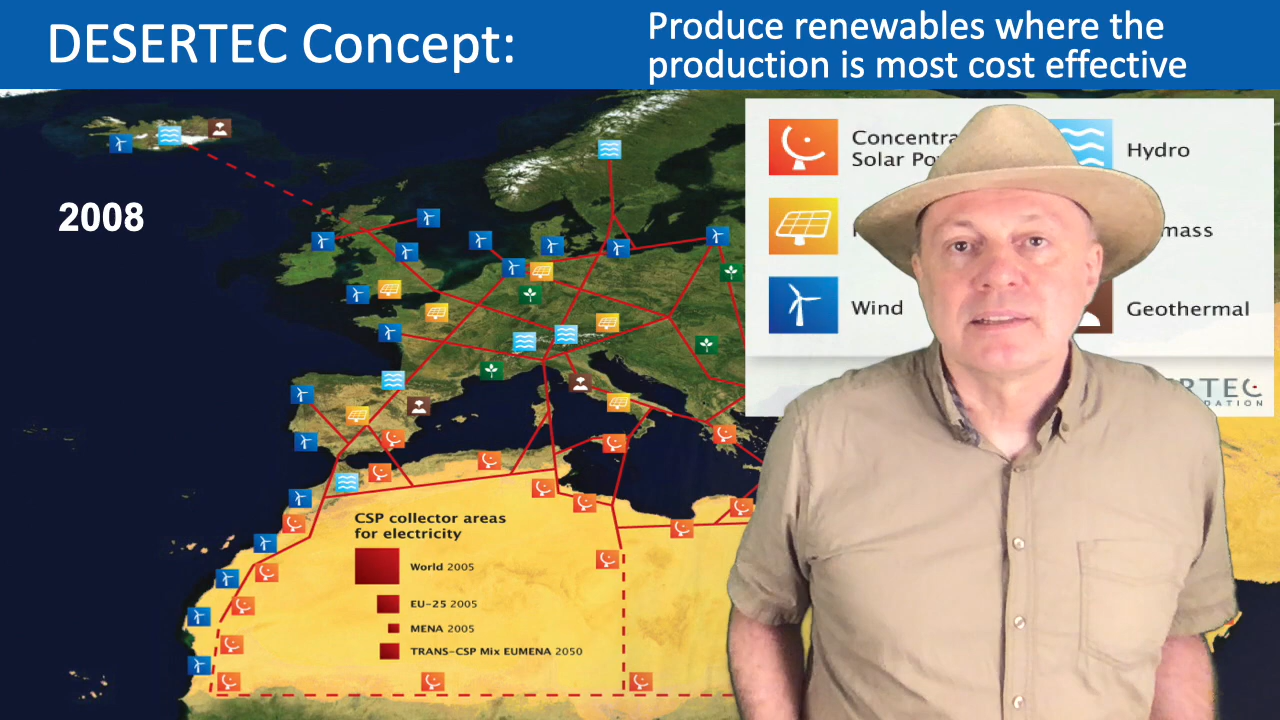 DESERTEC Concept:
Produce renewables where the
production is most cost effective
2008
Concentra
Solar Po
Hydro
mass
Wind
Geothermal
RTEC
DATION
CSP collector areas
for electricity
World 2005
EU-25 2005
MENA 2005
TRANS-CSP Mix EUMENA 2050